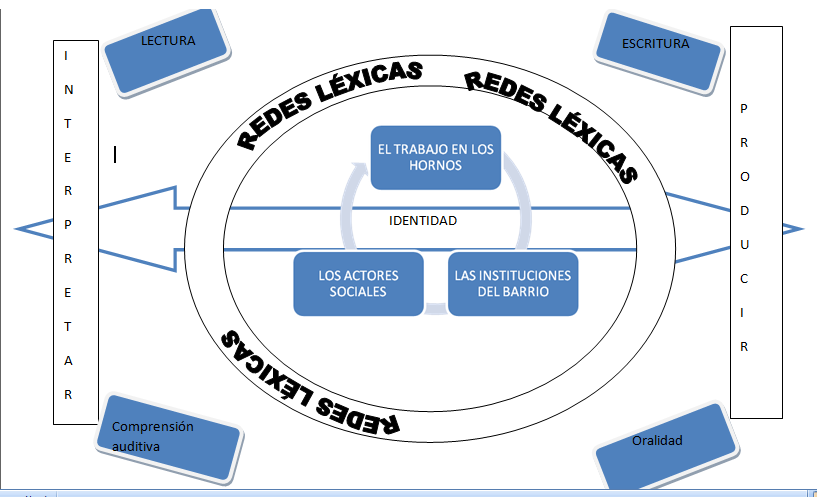 LECTURA
ESCRITURA
I
N
T
E
R
P
R
E
T
A
R
REDES LÉXICAS
REDES LÉXICAS
EL TRABAJO EN LOS
HORNOS
IDENTIDAD
LOS ACTORES
SOCIALES
LAS INSTITUCIONES
DEL BARRIO
REDES LÉXICAS
P
R
O
D
U
C
I
R
Comprensión
auditiva
Oralidad